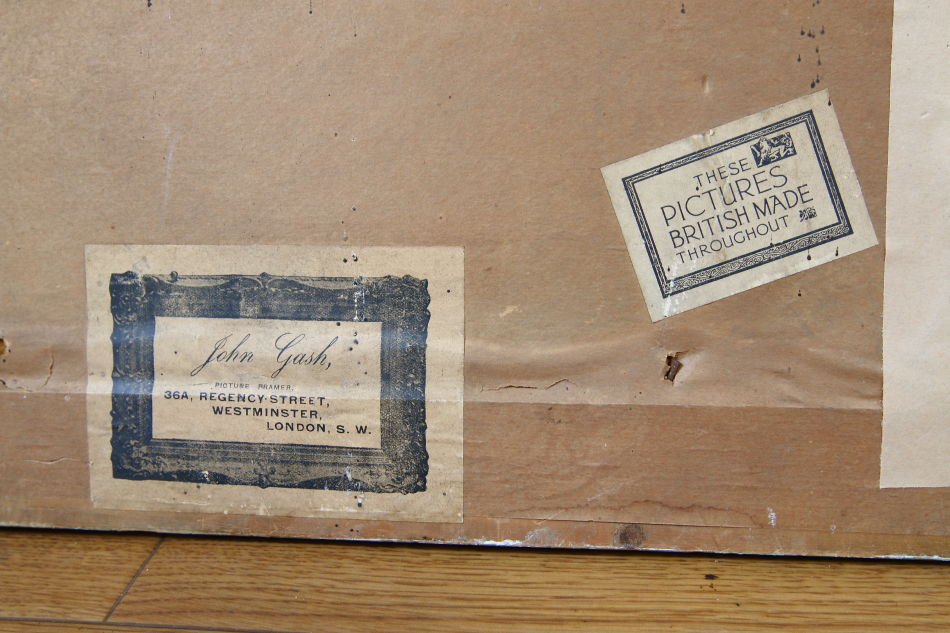 THESE
PICTURES
BRITISH MADE
THROUGHOUT
John Gash,
PICTURE FRAMER.
36A, REGENCY STREET,
WESTMINSTER,
LONDON, S. W.